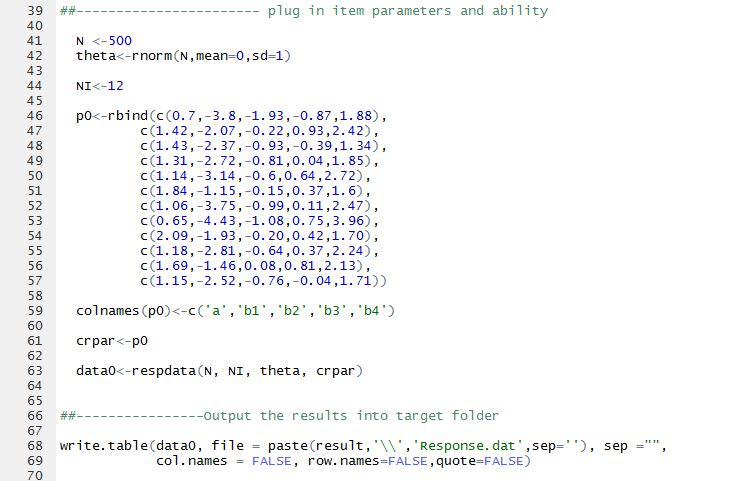 39 ##----------------------- plug in item parameters and ability
40
41 N <-500
42 theta<-rnorm(N,mean=0,sd=1)
43
44 NI<-12
45
46 p0<-rbind(c(0.7,-3.8,-1.93,-0.87,1.88),
47 c(1.42,-2.07,-0.22,0.93,2.42),
48 c(1.43,-2.37,-0.93,-0.39,1.34),
49 c(1.31,-2.72,-0.81,0.04,1.85),
50 c(1.14,-3.14,-0.6,0.64,2.72),
51 c(1.84,-1.15,-0.15,0.37,1.6),
52 c(1.06,-3.75,-0.99,0.11,2.47),
53 c(0.65,-4.43,-1.08,0.75,3.96),
54 c(2.09,-1.93,-0.20,0.42,1.70),
55 c(1.18,-2.81,-0.64,0.37,2.24),
56 c(1.69,-1.46,0.08,0.81,2.13),
57 c(1.15,-2.52,-0.76,-0.04,1.71))
58
59 colnames(p0)<-c('a','b1','b2','b3','b4')
60
61 crpar<-p0
62
63 data0<-respdata(N, NI, theta, crpar)
64
65
66 ##----------------Output the results into target folder
67
68 write.table(data0, file = paste(result,'\\','Response.dat',sep=''), sep ="",
69 col.names = FALSE, row.names=FALSE,quote=FALSE)
70